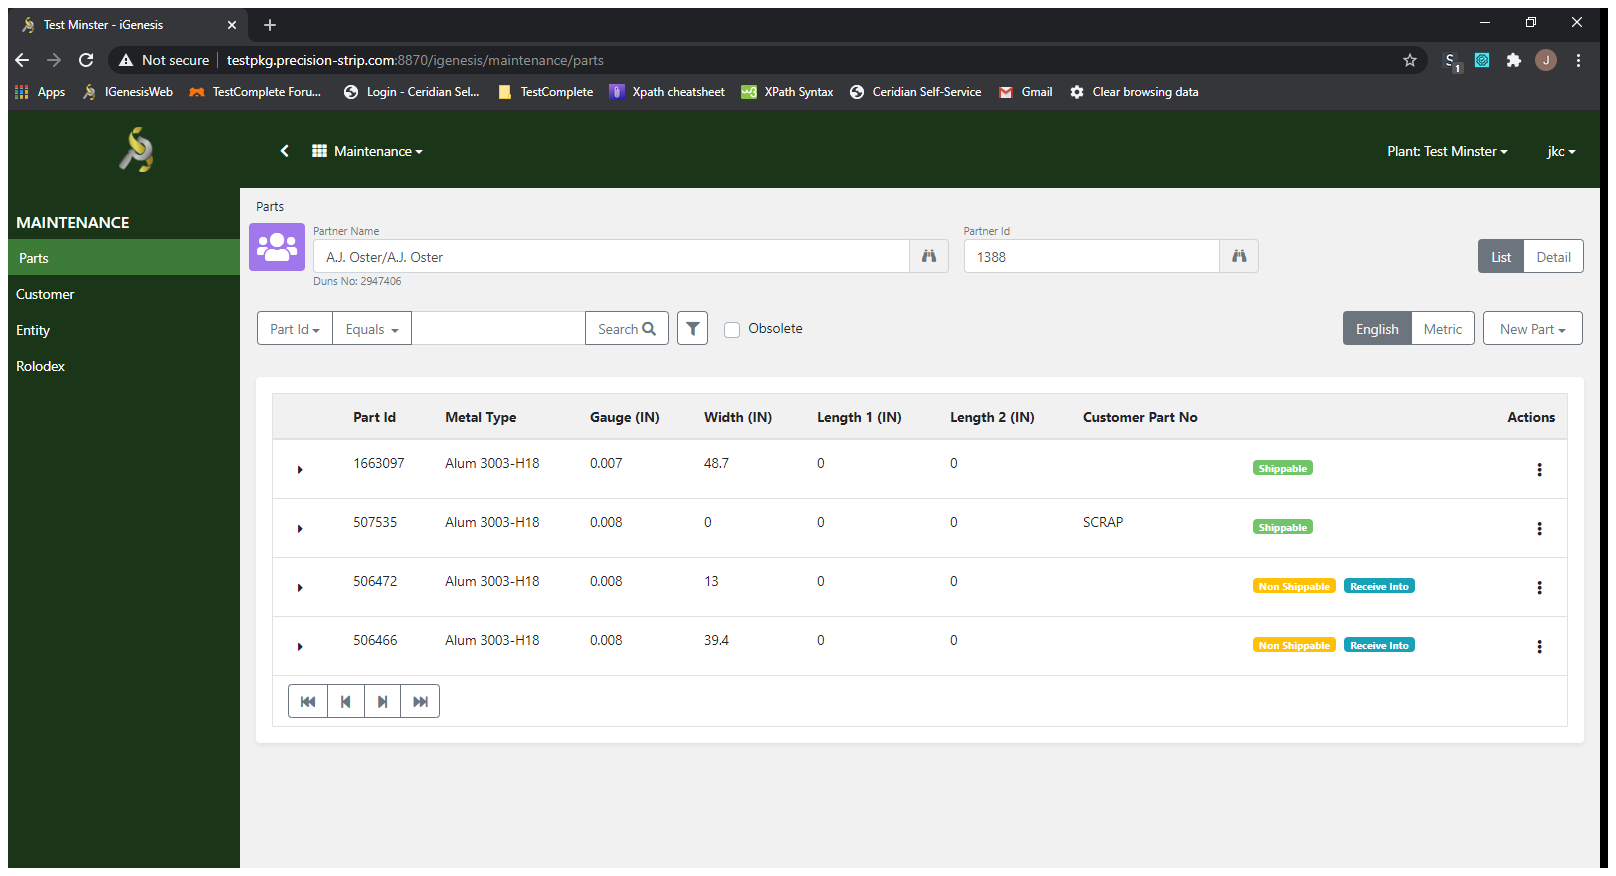 Test Minster - iGenesis
Not secure | testpkg.precision-strip.com:8870/igenesis/maintenance/parts
S 1
J
Apps IGenesisWeb TestComplete Foru... Login - Ceridian Sel... TestComplete Xpath cheatsheet XPath Syntax Ceridian Self-Service Gmail Clear browsing data
Maintenance
Plant: Test Minster
jkc
MAINTENANCE
Parts
Customer
Entity
Rolodex
Parts
Partner Name
Partner Id
A.J. Oster/A.J. Oster
1388
List Detail
Duns No: 2947406
Part Id Equals Search Obsolete
English Metric New Part
Part Id Metal Type Gauge (IN) Width (IN) Length 1 (IN) Length 2 (IN) Customer Part No Actions
1663097 Alum 3003-H18 0.007 48.7 0 0 Shippable
507535 Alum 3003-H18 0.008 0 0 0 SCRAP Shippable
506472 Alum 3003-H18 0.008 13 0 0 Non Shippable Receive Into
506466 Alum 3003-H18 0.008 39.4 0 0 Non Shippable Receive Into